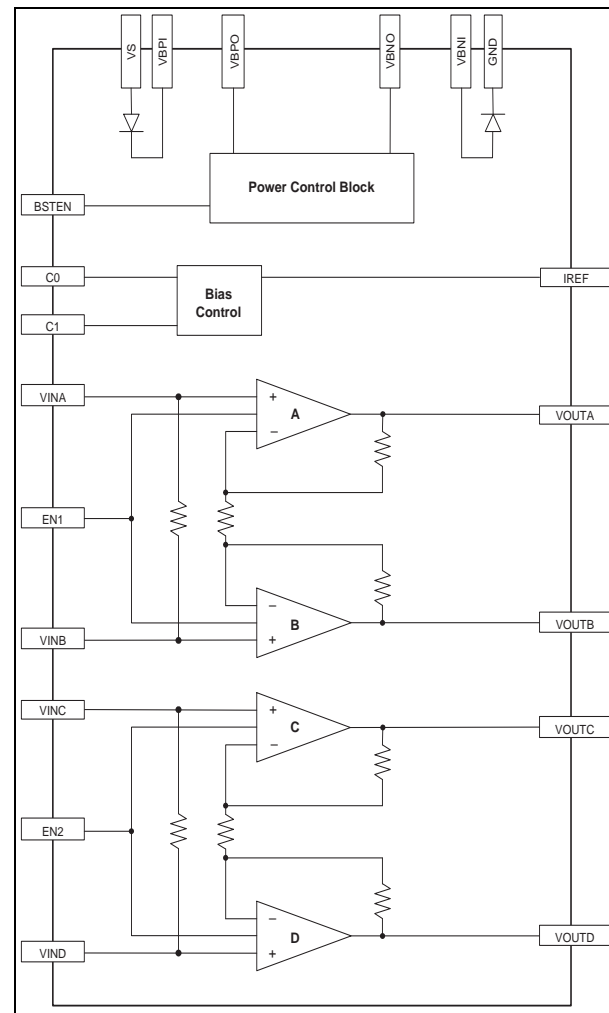 VS
VBPI
VBPO
VBNO
VBNI
GND
Power Control Block
BSTEN
C0
Bias
Control
IREF
C1
VINA
+
A
−
VOUTA
EN1
−
B
+
VINB
VOUTB
VINC
+
C
−
VOUTC
EN2
−
D
+
VIND
VOUTD